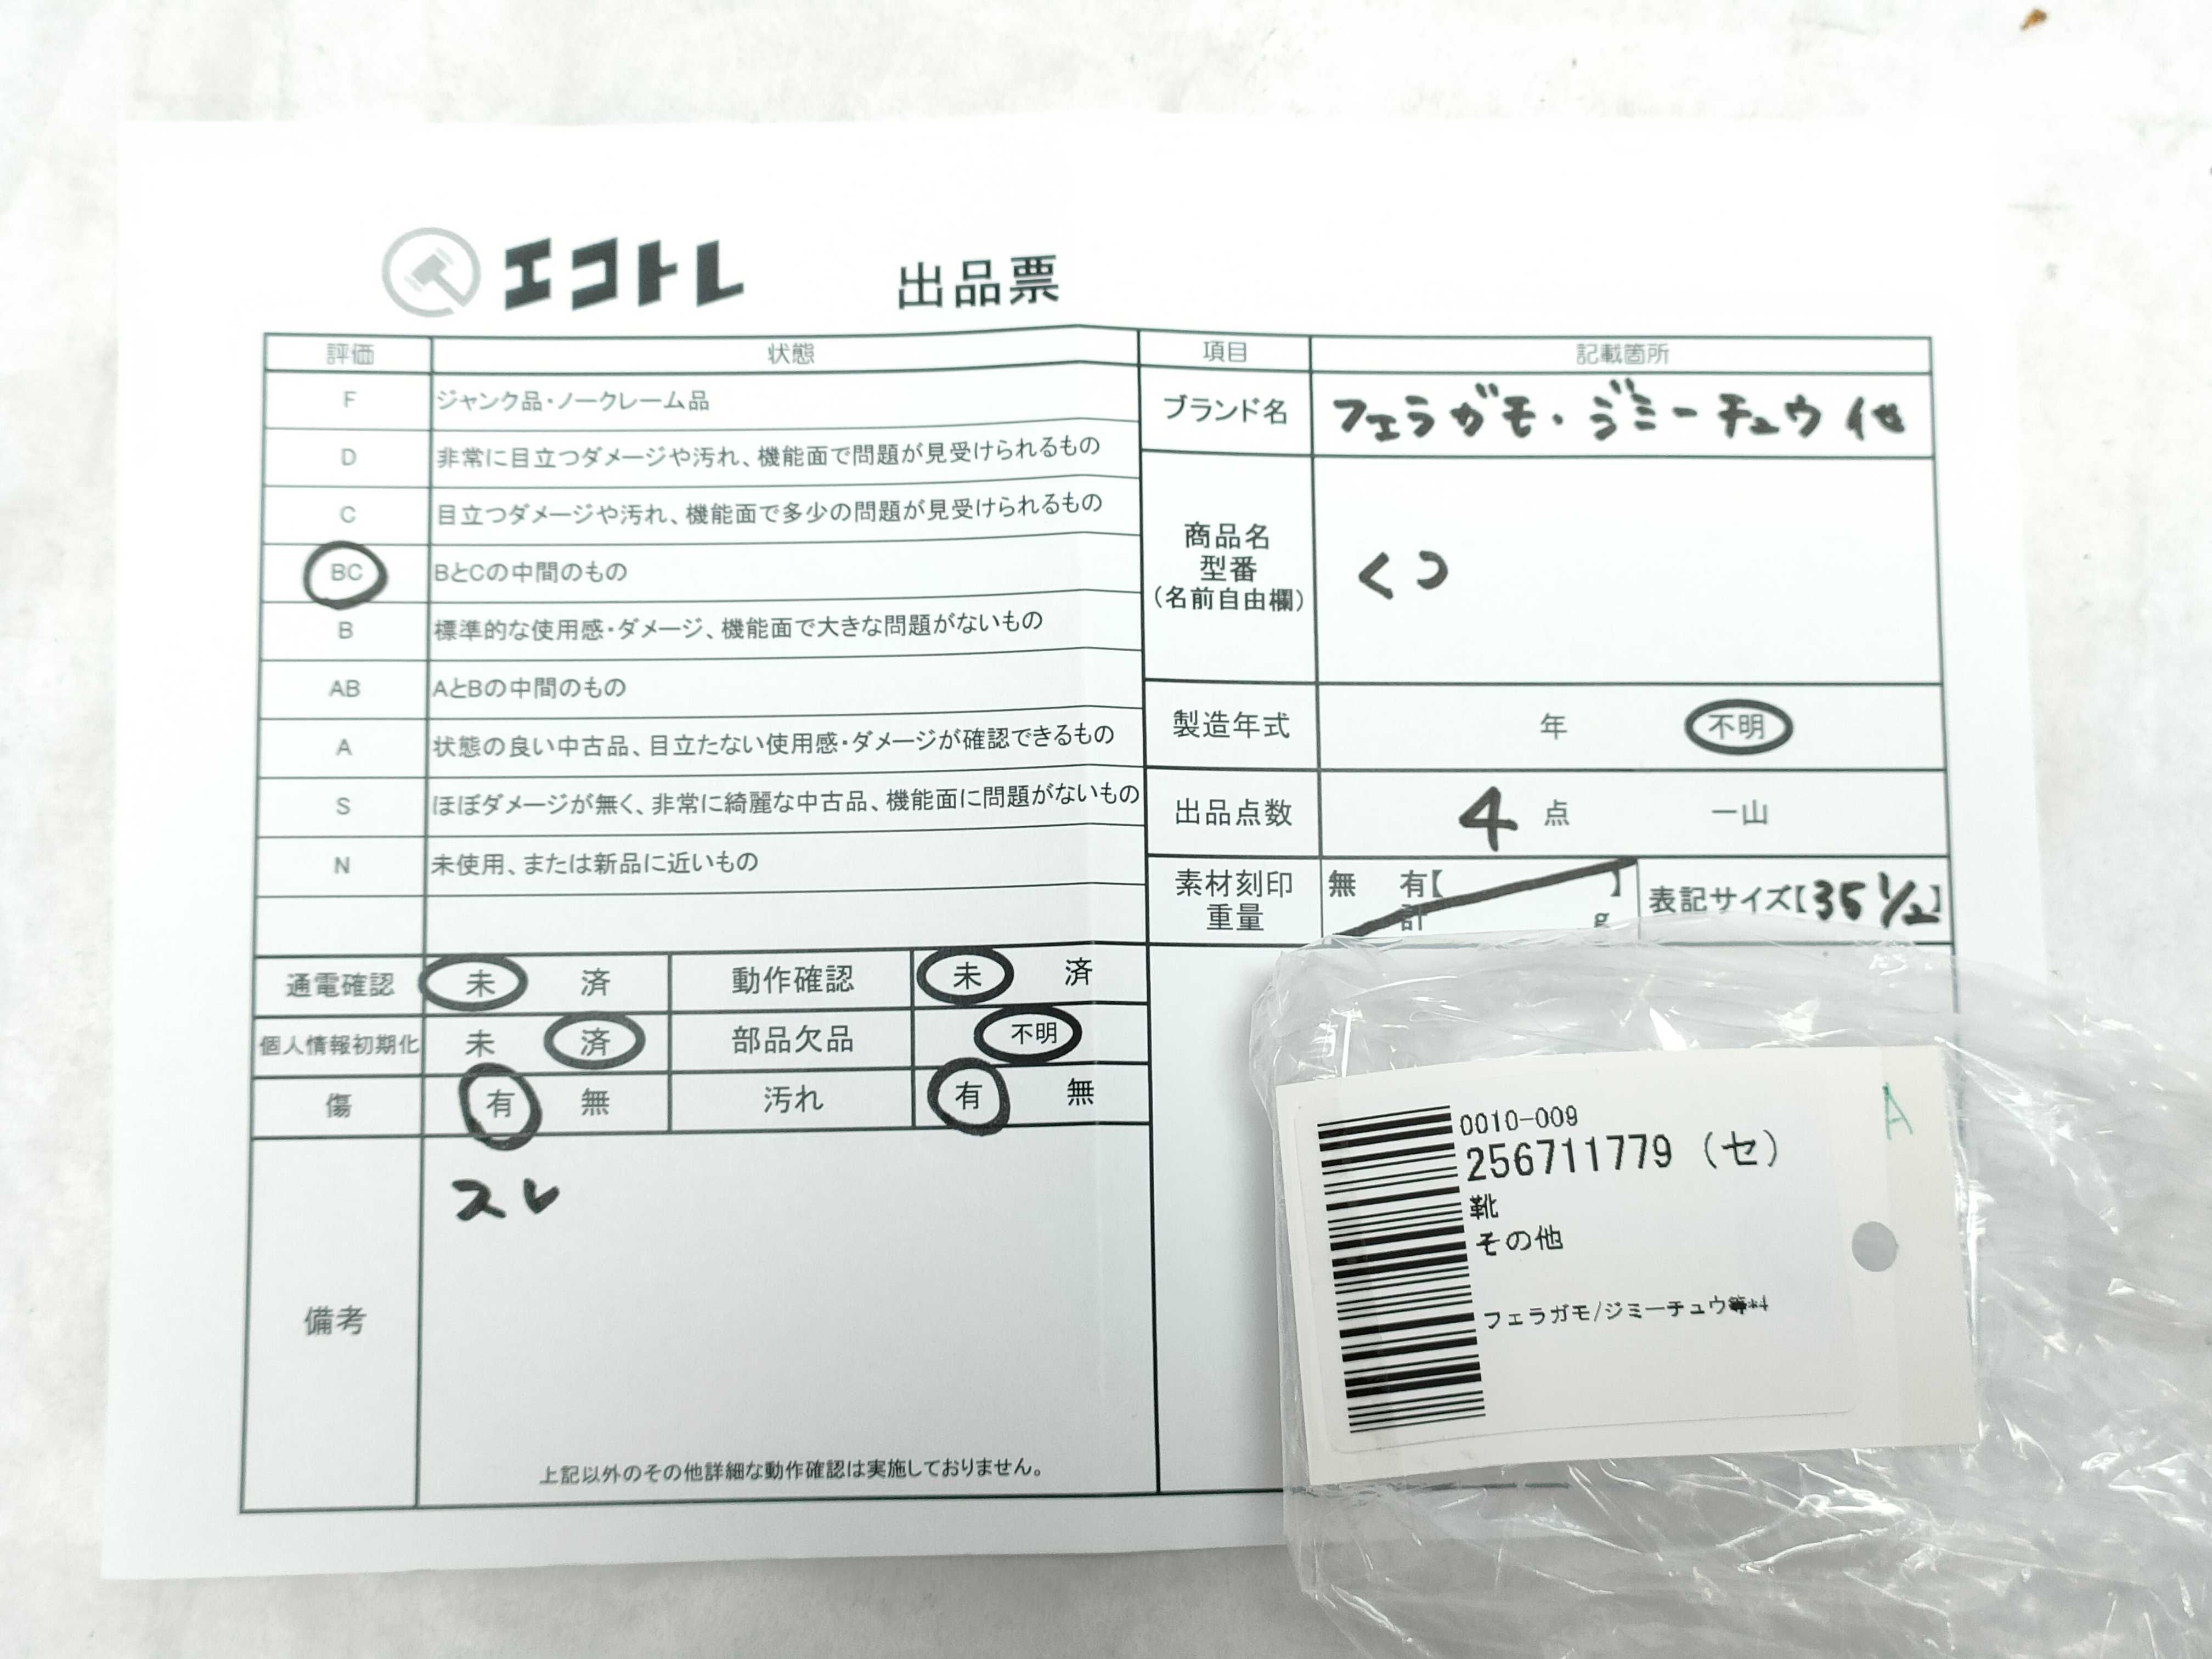 エコトレ 出品票
評価 状態
F ジャンク品・ノークレーム品
D 非常に目立つダメージや汚れ、機能面で問題が見受けられるもの
C 目立つダメージや汚れ、機能面で多少の問題が見受けられるもの
BC BとCの中間のもの
B 標準的な使用感・ダメージ、機能面で大きな問題がないもの
AB AとBの中間のもの
A 状態の良い中古品、目立たない使用感・ダメージが確認できるもの
S ほぼダメージが無く、非常に綺麗な中古品、機能面に問題がないもの
N 未使用、または新品に近いもの
通電確認 未 済 動作確認 未 済
個人情報初期化 未 済 部品欠品 不明
傷 有 無 汚れ 有 無
備考
スレ
上記以外のその他詳細な動作確認は実施しておりません。
項目 記載箇所
ブランド名 フェラガモ・ジミーチュウ他
商品名
型番
(名前自由欄)
くつ
製造年式 年 不明
出品点数 4 点 一山
素材刻印 無 有【 】
重量 計 g
表記サイズ【35 1/2】
0010-009
256711779 (セ)
靴
その他
フェラガモ/ジミーチュウ等*4
A